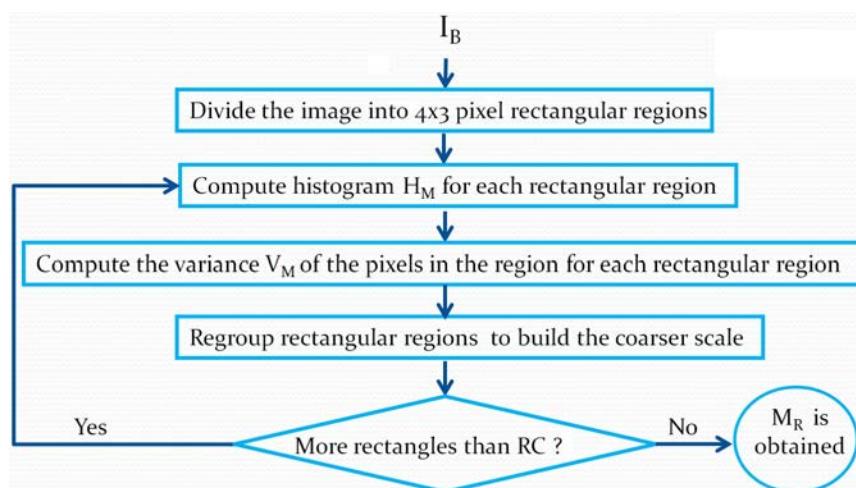 I_B
Divide the image into 4x3 pixel rectangular regions
Compute histogram H_M for each rectangular region
Compute the variance V_M of the pixels in the region for each rectangular region
Regroup rectangular regions to build the coarser scale
Yes
More rectangles than RC ?
No
M_R is
obtained